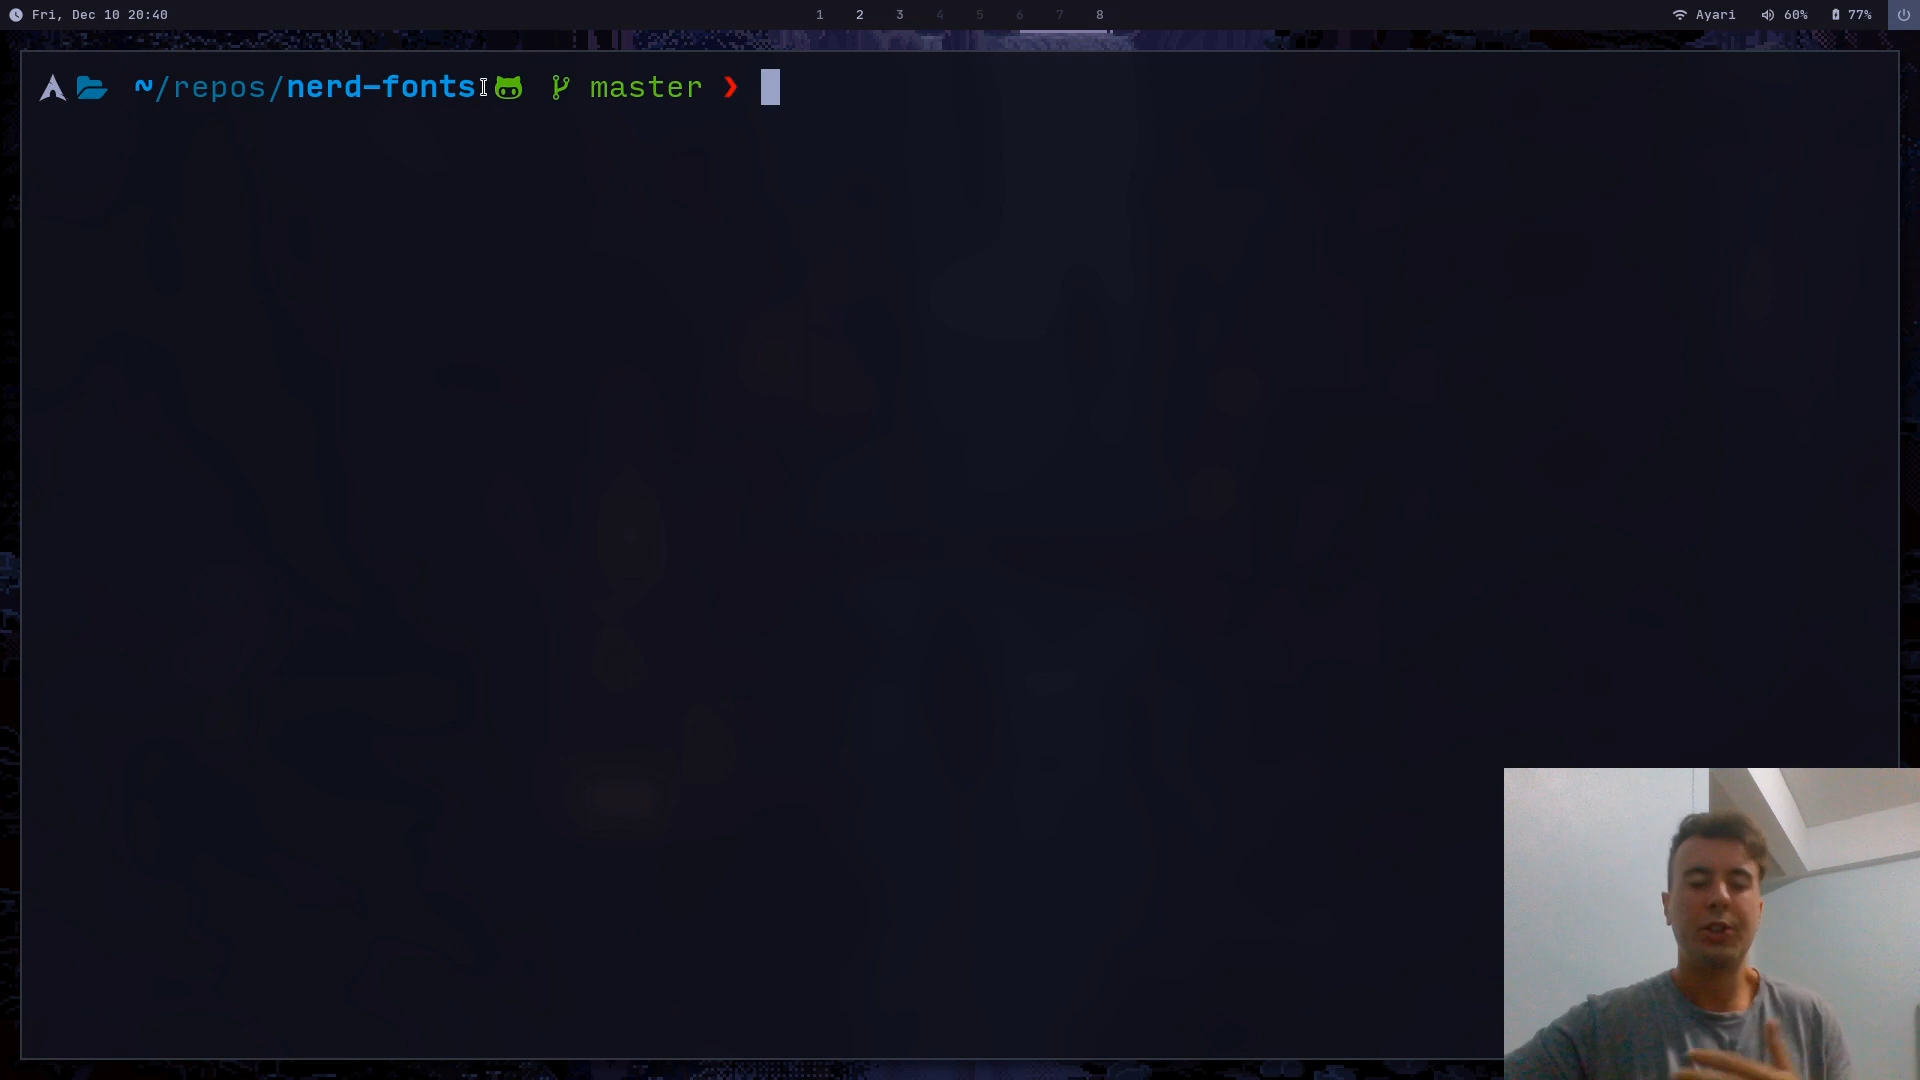 Fri, Dec 10 20:40 1 2 3 4 5 6 7 8 Ayari 60% 77%
~/repos/nerd-fonts master ❯